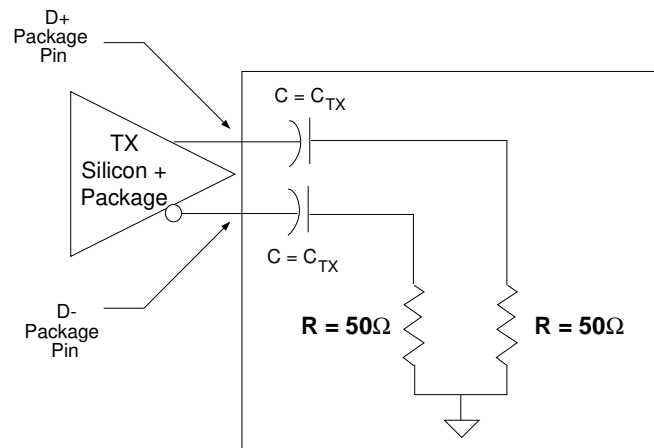 D+
Package
Pin
C = C_TX
TX
Silicon +
Package
C = C_TX
D-
Package
Pin
R = 50Ω
R = 50Ω